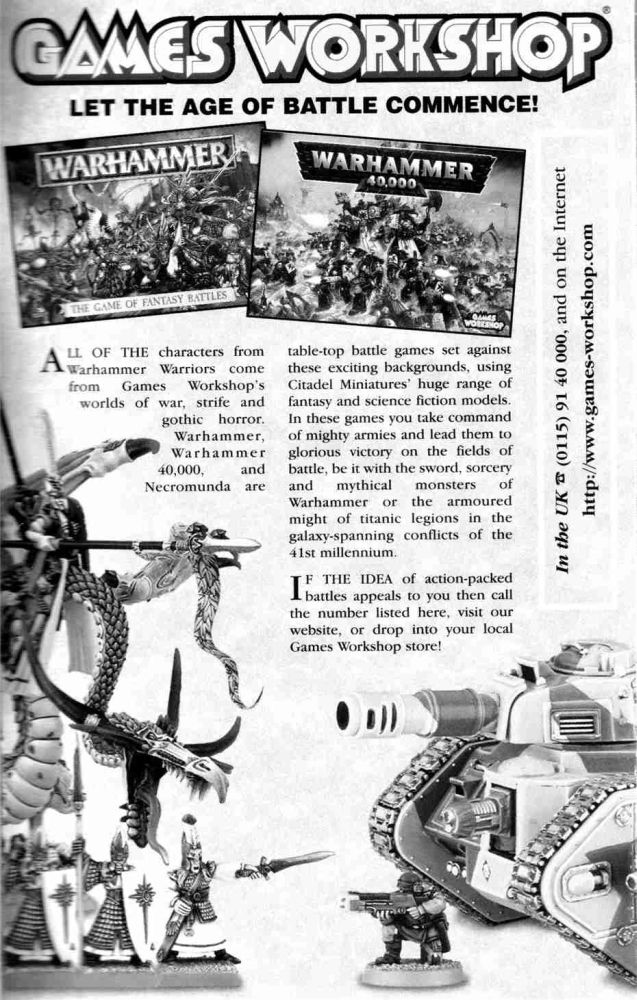 GAMES WORKSHOP®
LET THE AGE OF BATTLE COMMENCE!
WARHAMMER
THE GAME OF FANTASY BATTLES
WARHAMMER
40,000
GAMES
WORKSHOP
ALL OF THE characters from
Warhammer Warriors come
from Games Workshop's
worlds of war, strife and
gothic horror.
Warhammer,
Warhammer
40,000, and
Necromunda are
table-top battle games set against
these exciting backgrounds, using
Citadel Miniatures' huge range of
fantasy and science fiction models.
In these games you take command
of mighty armies and lead them to
glorious victory on the fields of
battle, be it with the sword, sorcery
and mythical monsters of
Warhammer or the armoured
might of titanic legions in the
galaxy-spanning conflicts of the
41st millennium.
IF THE IDEA of action-packed
battles appeals to you then call
the number listed here, visit our
website, or drop into your local
Games Workshop store!
In the UK ☎ (0115) 91 40 000, and on the Internet
http://www.games-workshop.com